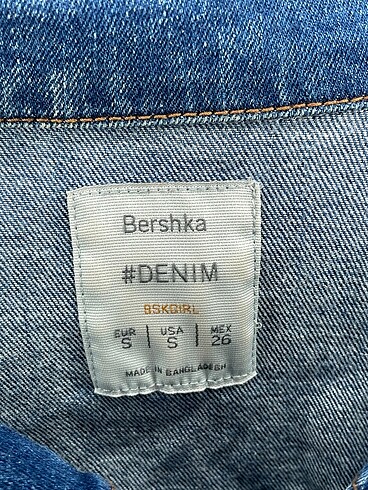 Bershka
#DENIM
BSKGIRL
EUR USA MEX
S S 26
MADE IN BANGLADESH